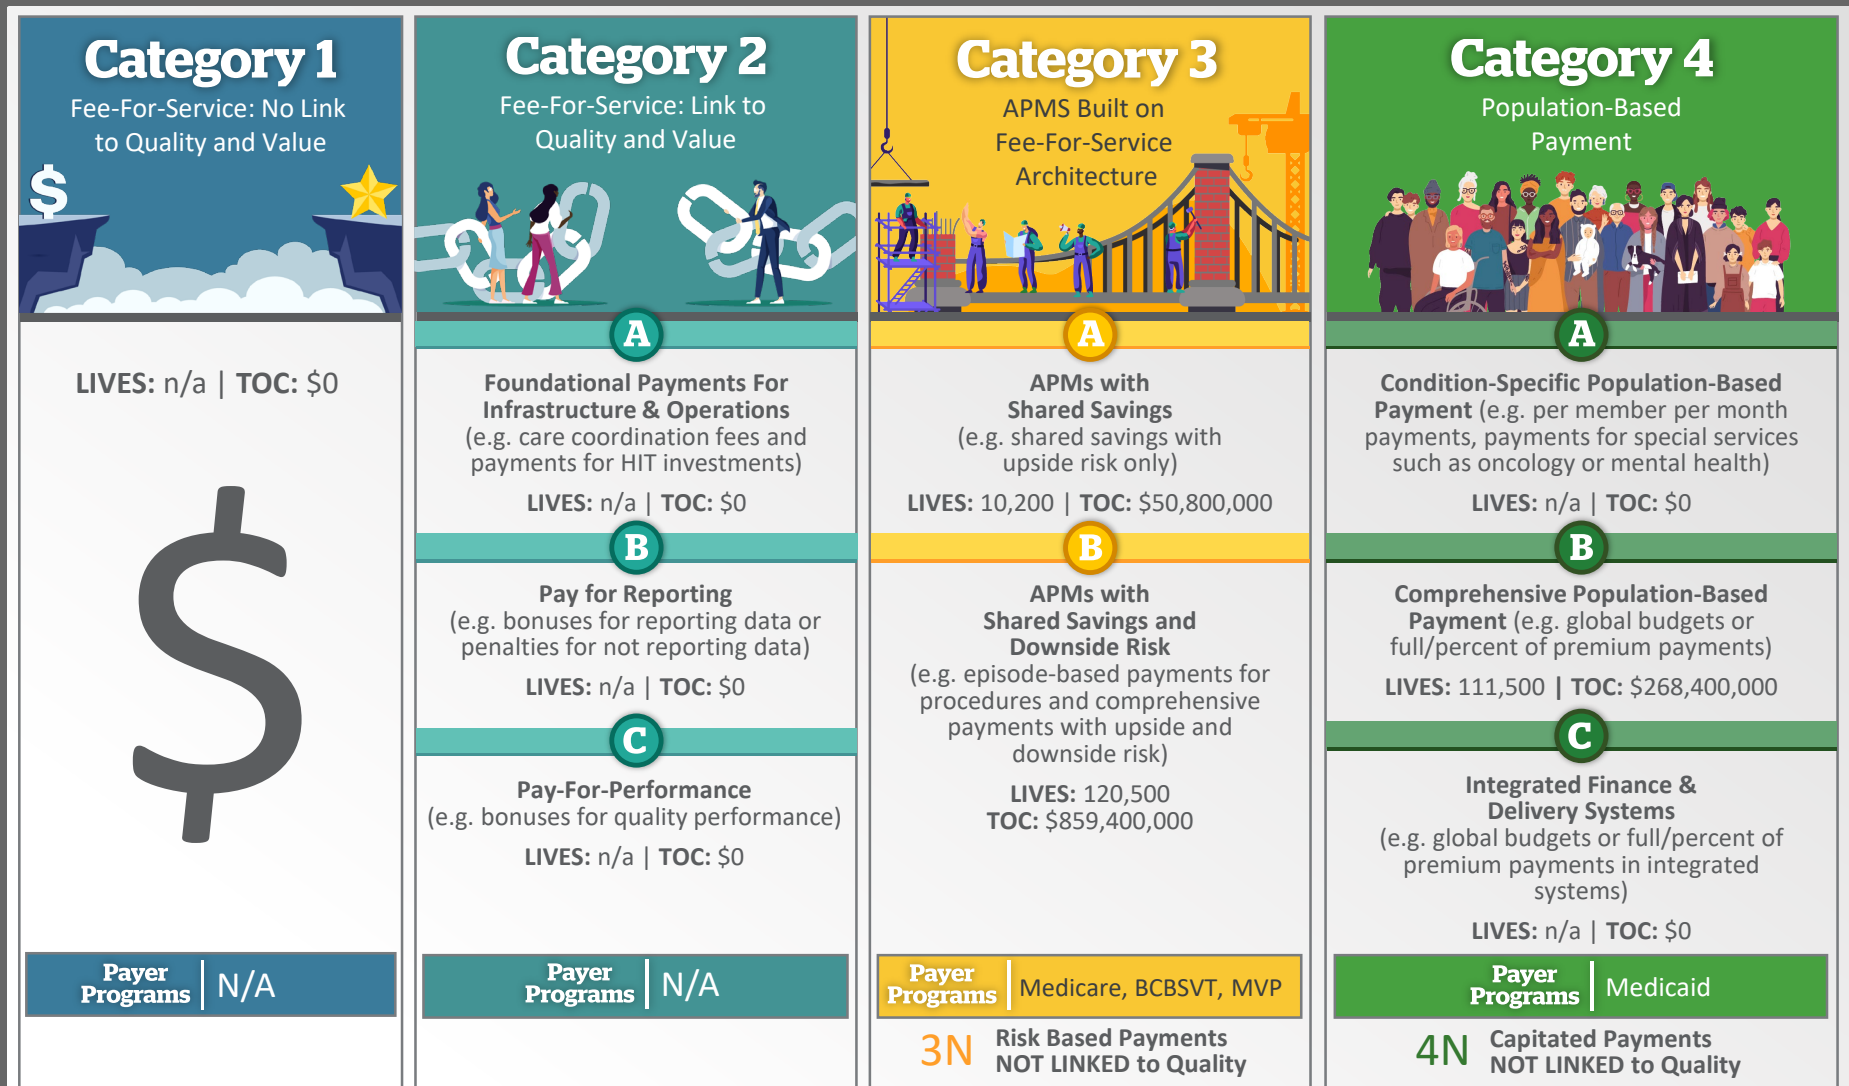 Category 1
Fee-For-Service: No Link
to Quality and Value
$
LIVES: n/a | TOC: $0
$
Payer
Programs
N/A
Category 2
Fee-For-Service: Link to
Quality and Value
A
Foundational Payments For
Infrastructure & Operations
(e.g. care coordination fees and
payments for HIT investments)
LIVES: n/a | TOC: $0
B
Pay for Reporting
(e.g. bonuses for reporting data or
penalties for not reporting data)
LIVES: n/a | TOC: $0
C
Pay-For-Performance
(e.g. bonuses for quality performance)
LIVES: n/a | TOC: $0
Payer
Programs
N/A
Category 3
APMS Built on
Fee-For-Service
Architecture
A
APMs with
Shared Savings
(e.g. shared savings with
upside risk only)
LIVES: 10,200 | TOC: $50,800,000
B
APMs with
Shared Savings and
Downside Risk
(e.g. episode-based payments for
procedures and comprehensive
payments with upside and
downside risk)
LIVES: 120,500
TOC: $859,400,000
Payer
Programs
Medicare, BCBSVT, MVP
3N
Risk Based Payments
NOT LINKED to Quality
Category 4
Population-Based
Payment
A
Condition-Specific Population-Based
Payment (e.g. per member per month
payments, payments for special services
such as oncology or mental health)
LIVES: n/a | TOC: $0
B
Comprehensive Population-Based
Payment (e.g. global budgets or
full/percent of premium payments)
LIVES: 111,500 | TOC: $268,400,000
C
Integrated Finance &
Delivery Systems
(e.g. global budgets or full/percent of
premium payments in integrated
systems)
LIVES: n/a | TOC: $0
Payer
Programs
Medicaid
4N
Capitated Payments
NOT LINKED to Quality